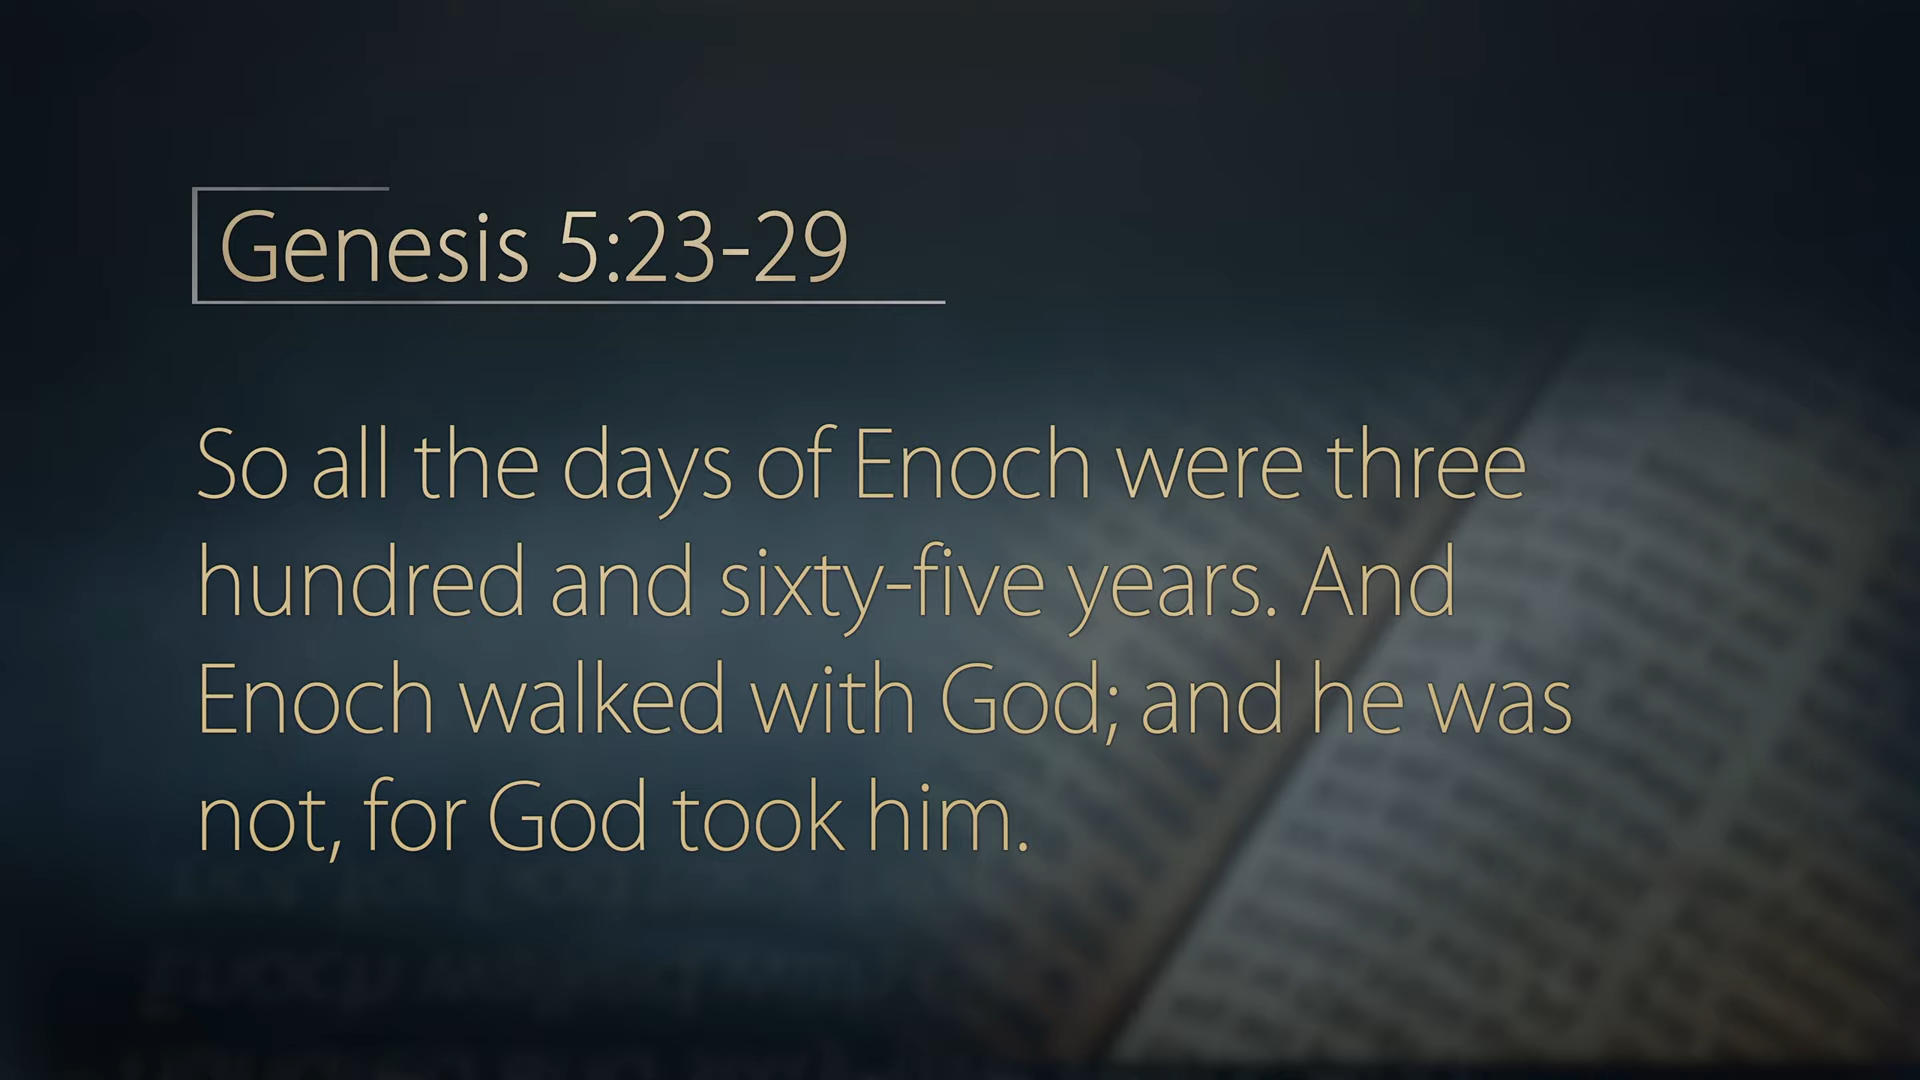 Genesis 5:23-29
So all the days of Enoch were three
hundred and sixty-five years. And
Enoch walked with God; and he was
not, for God took him.